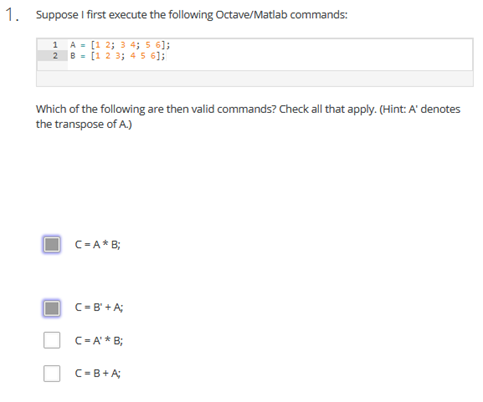 1. Suppose I first execute the following Octave/Matlab commands:
1 A = [1 2; 3 4; 5 6];
2 B = [1 2 3; 4 5 6];
Which of the following are then valid commands? Check all that apply. (Hint: A' denotes
the transpose of A.)
C = A * B;
C = B' + A;
C = A' * B;
C = B + A;